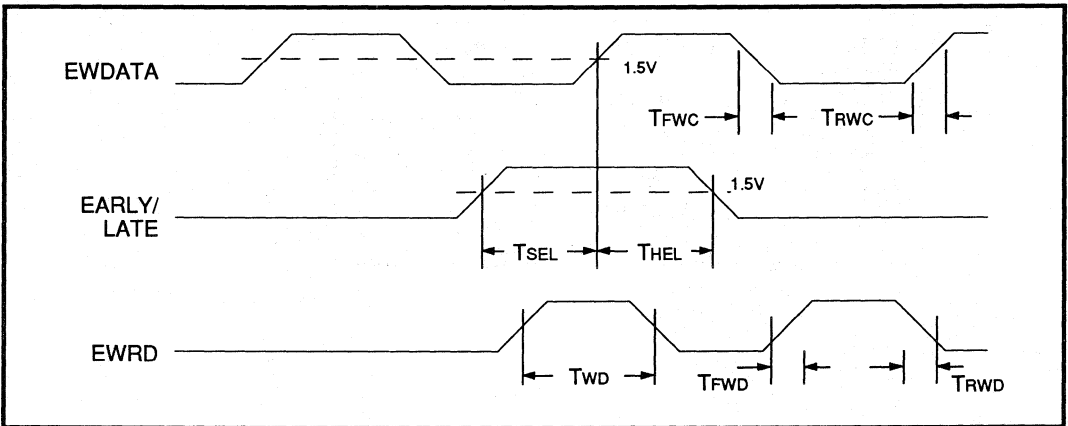 EWDATA
1.5V
TFWC
TRWC
EARLY/
LATE
1.5V
TSEL
THEL
EWRD
TWD
TFWD
TRWD